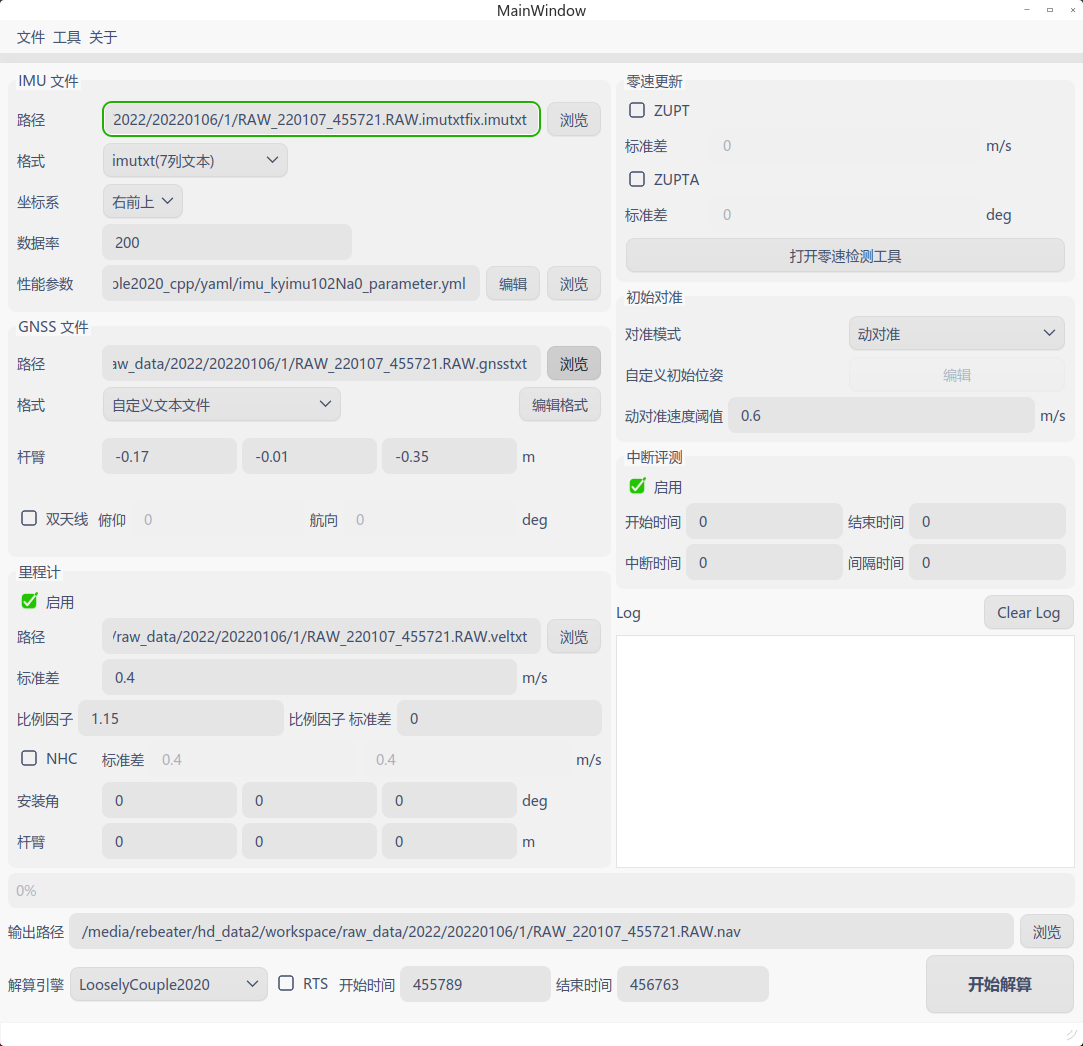 MainWindow
文件 工具 关于
IMU 文件
路径 2022/20220106/1/RAW_220107_455721.RAW.imutxtfix.imutxt 浏览
格式 imutxt(7列文本)
坐标系 右前上
数据率 200
性能参数 ple2020_cpp/yaml/imu_kyimu102Na0_parameter.yml 编辑 浏览
GNSS 文件
路径 aw_data/2022/20220106/1/RAW_220107_455721.RAW.gnsstxt 浏览
格式 自定义文本文件 编辑格式
杆臂 -0.17 -0.01 -0.35 m
双天线 俯仰 0 航向 0 deg
里程计
启用
路径 /raw_data/2022/20220106/1/RAW_220107_455721.RAW.veltxt 浏览
标准差 0.4 m/s
比例因子 1.15 比例因子 标准差 0
NHC 标准差 0.4 0.4 m/s
安装角 0 0 0 deg
杆臂 0 0 0 m
零速更新
ZUPT
标准差 0 m/s
ZUPTA
标准差 0 deg
打开零速检测工具
初始对准
对准模式 动对准
自定义初始位姿 编辑
动对准速度阈值 0.6 m/s
中断评测
启用
开始时间 0 结束时间 0
中断时间 0 间隔时间 0
Log Clear Log
0%
输出路径 /media/rebeater/hd_data2/workspace/raw_data/2022/20220106/1/RAW_220107_455721.RAW.nav 浏览
解算引擎 LooselyCouple2020 RTS 开始时间 455789 结束时间 456763 开始解算